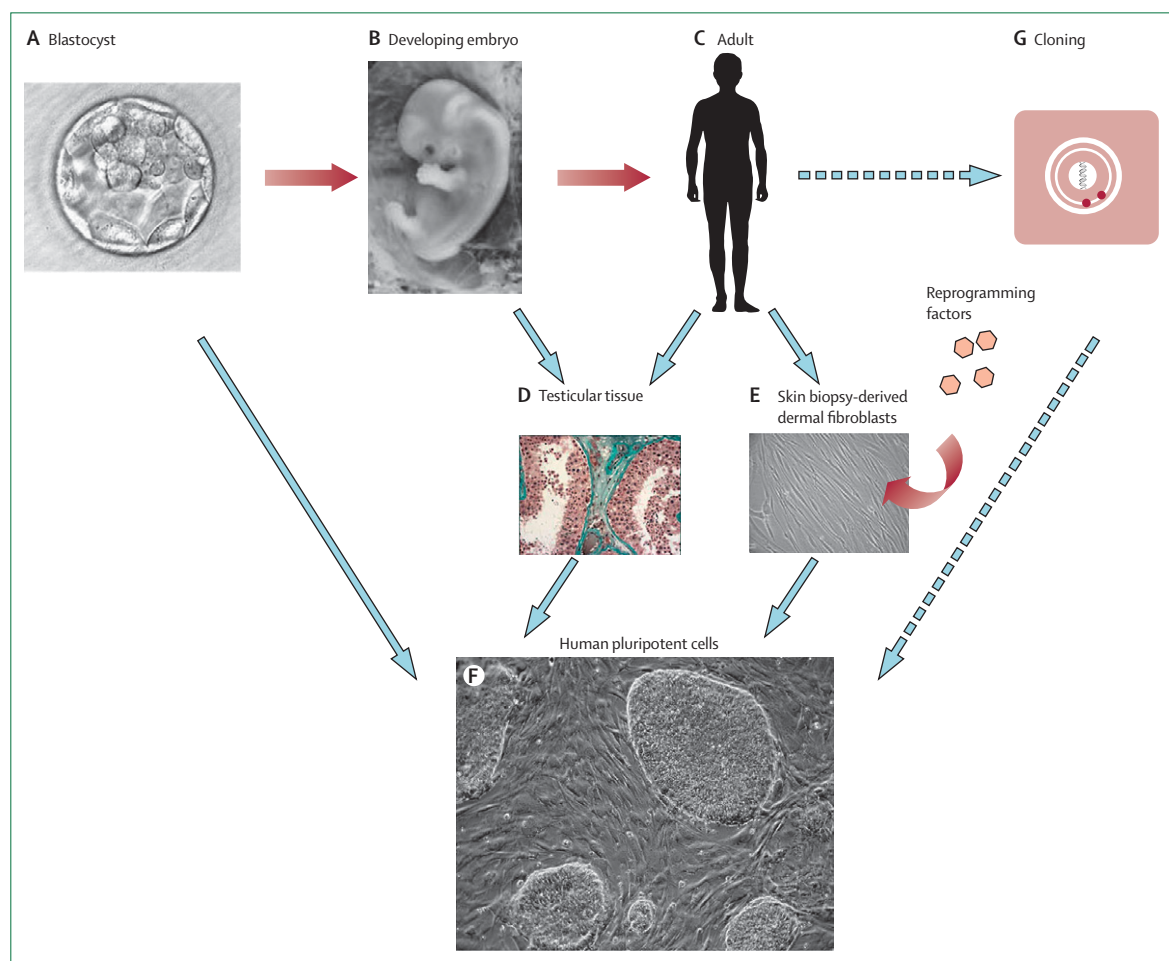 A Blastocyst
B Developing embryo
C Adult
G Cloning
Reprogramming
factors
D Testicular tissue
E Skin biopsy-derived
dermal fibroblasts
Human pluripotent cells
F